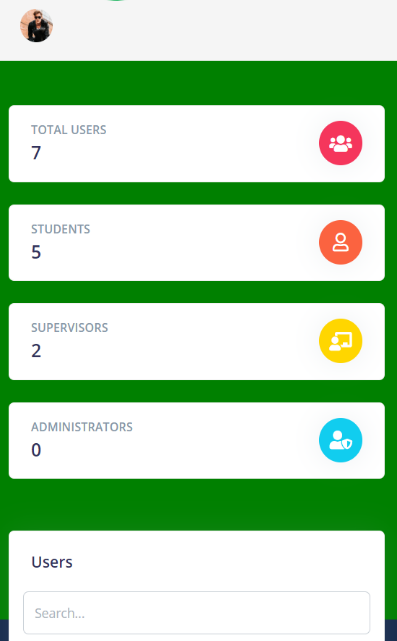 TOTAL USERS
7
STUDENTS
5
SUPERVISORS
2
ADMINISTRATORS
0
Users
Search...